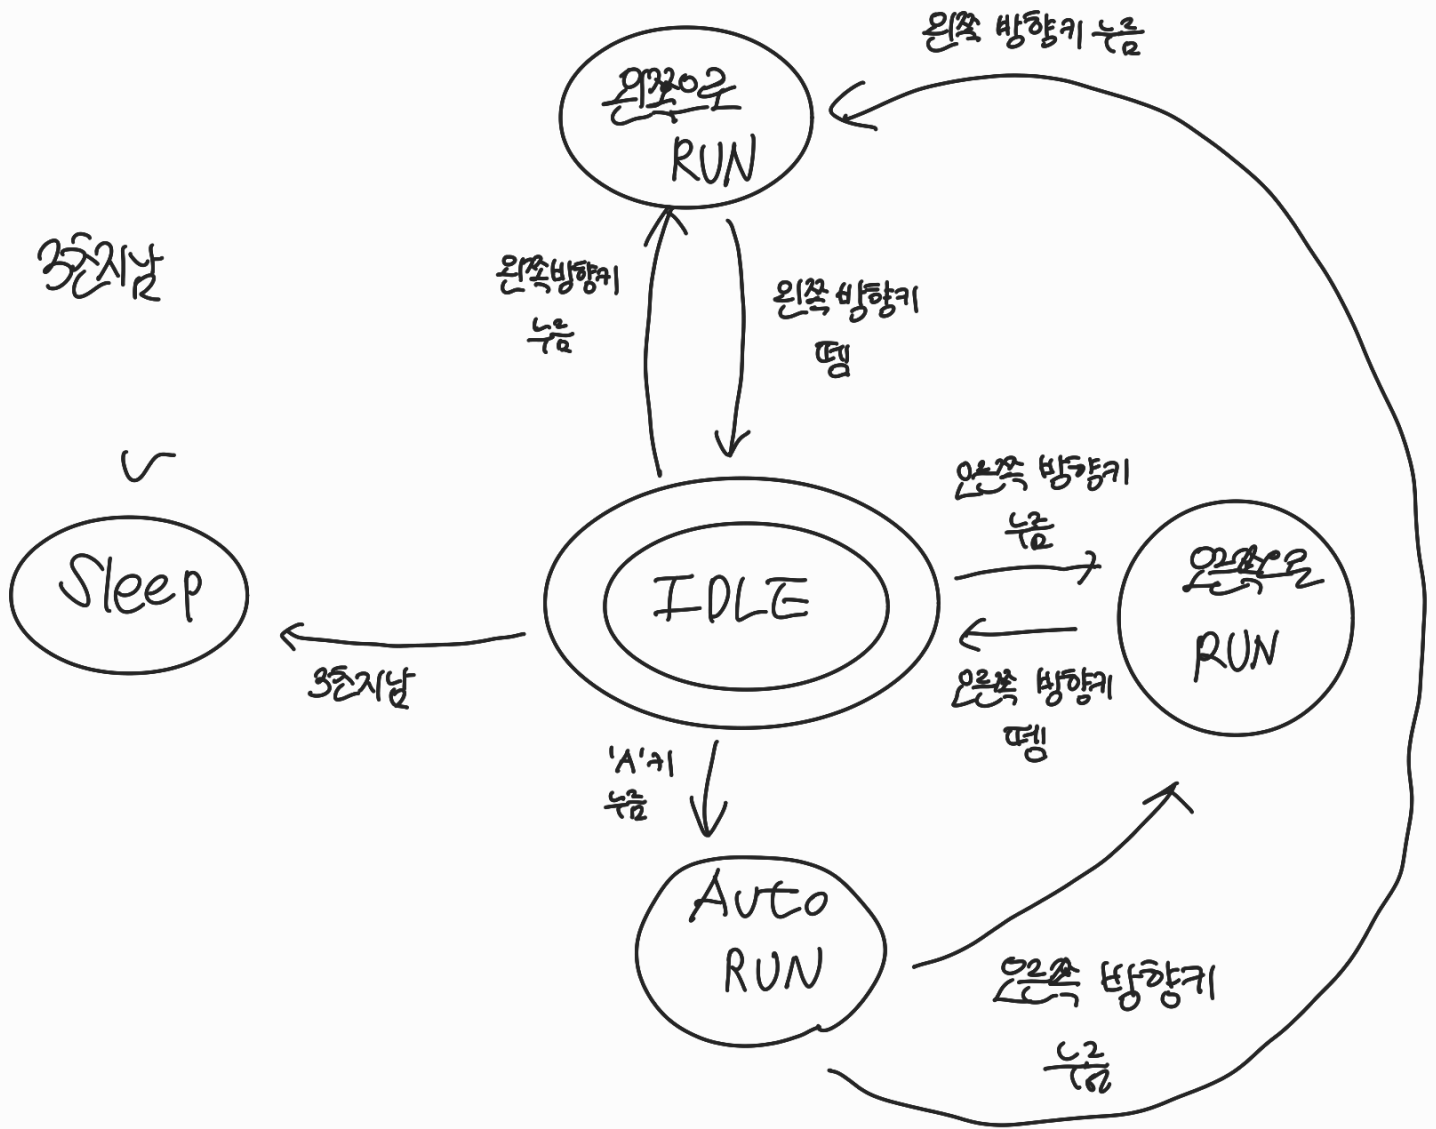 왼쪽 방향키 누름
왼쪽으로
RUN
3초지남
왼쪽방향키
누름
왼쪽 방향키
뗌
오른쪽 방향키
누름
Sleep
IDLE
오른쪽으로
RUN
3초지남
오른쪽 방향키
뗌
'A'키
누름
Auto
RUN
오른쪽 방향키
누름